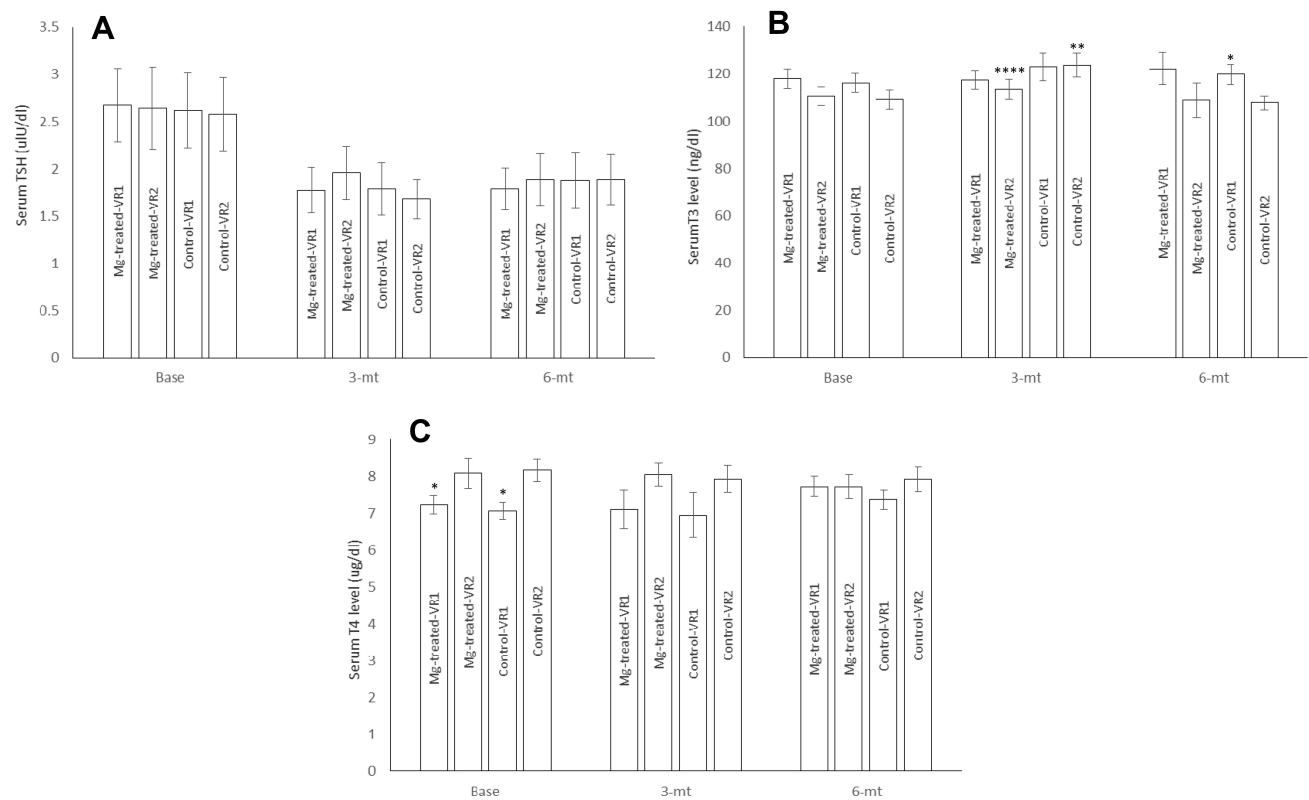 A
Serum TSH (uIU/dl)
3.5
3
2.5
2
1.5
1
0.5
0
Mg-treated-VR1
Mg-treated-VR2
Control-VR1
Control-VR2
Mg-treated-VR1
Mg-treated-VR2
Control-VR1
Control-VR2
Mg-treated-VR1
Mg-treated-VR2
Control-VR1
Control-VR2
Base
3-mt
6-mt
B
SerumT3 level (ng/dl)
140
120
100
80
60
40
20
0
****
**
*
Mg-treated-VR1
Mg-treated-VR2
Control-VR1
Control-VR2
Mg-treated-VR1
Mg-treated-VR2
Control-VR1
Control-VR2
Mg-treated-VR1
Mg-treated-VR2
Control-VR1
Control-VR2
Base
3-mt
6-mt
C
Serum T4 level (ug/dl)
9
8
7
6
5
4
3
2
1
0
*
*
Mg-treated-VR1
Mg-treated-VR2
Control-VR1
Control-VR2
Mg-treated-VR1
Mg-treated-VR2
Control-VR1
Control-VR2
Mg-treated-VR1
Mg-treated-VR2
Control-VR1
Control-VR2
Base
3-mt
6-mt